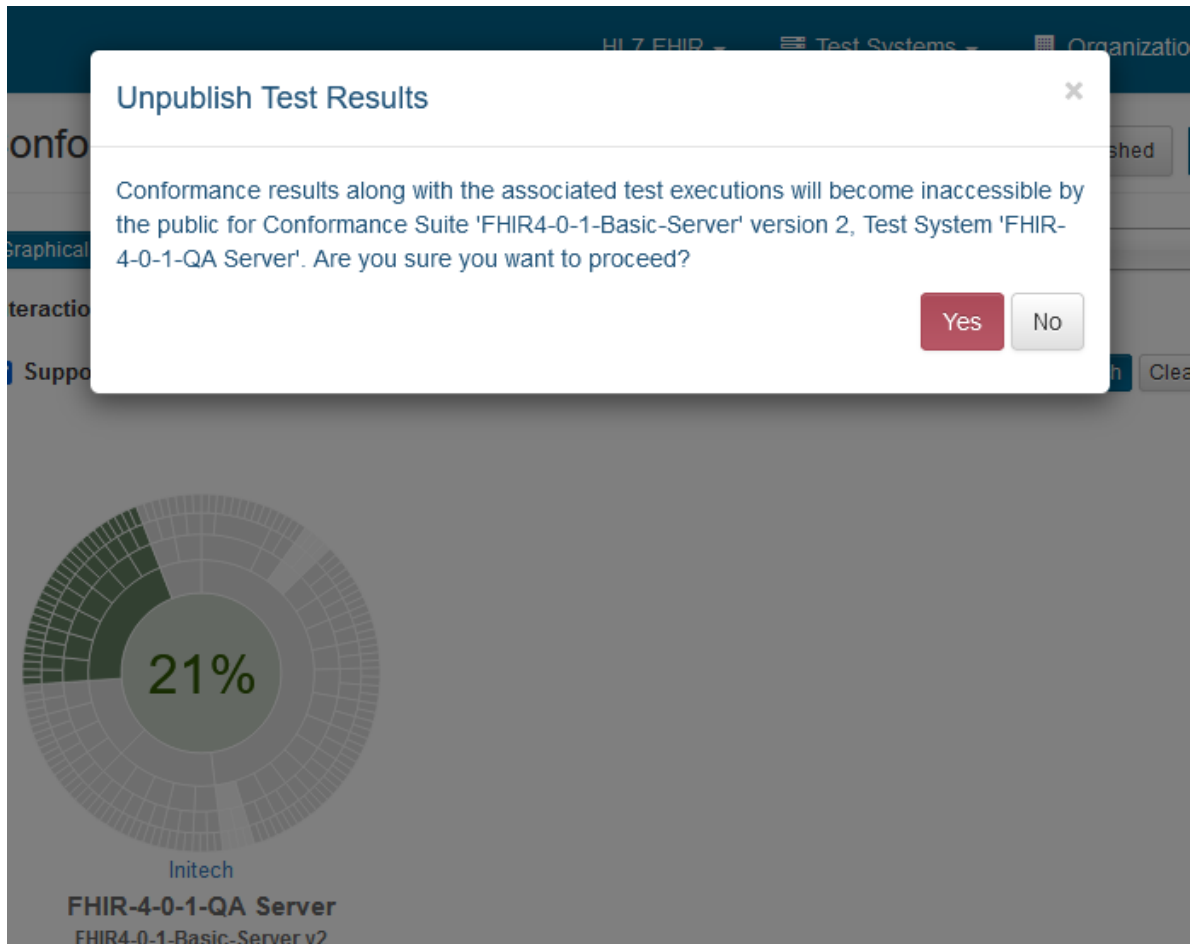 HL7 FHIR
Test Systems
Organizatio
Unpublish Test Results
×
onfo
shed
Conformance results along with the associated test executions will become inaccessible by
the public for Conformance Suite 'FHIR4-0-1-Basic-Server' version 2, Test System 'FHIR-
4-0-1-QA Server'. Are you sure you want to proceed?
Graphical
teractio
Yes
No
Suppo
h
Clea
21%
Initech
FHIR-4-0-1-QA Server
FHIR4-0-1-Basic-Server v2